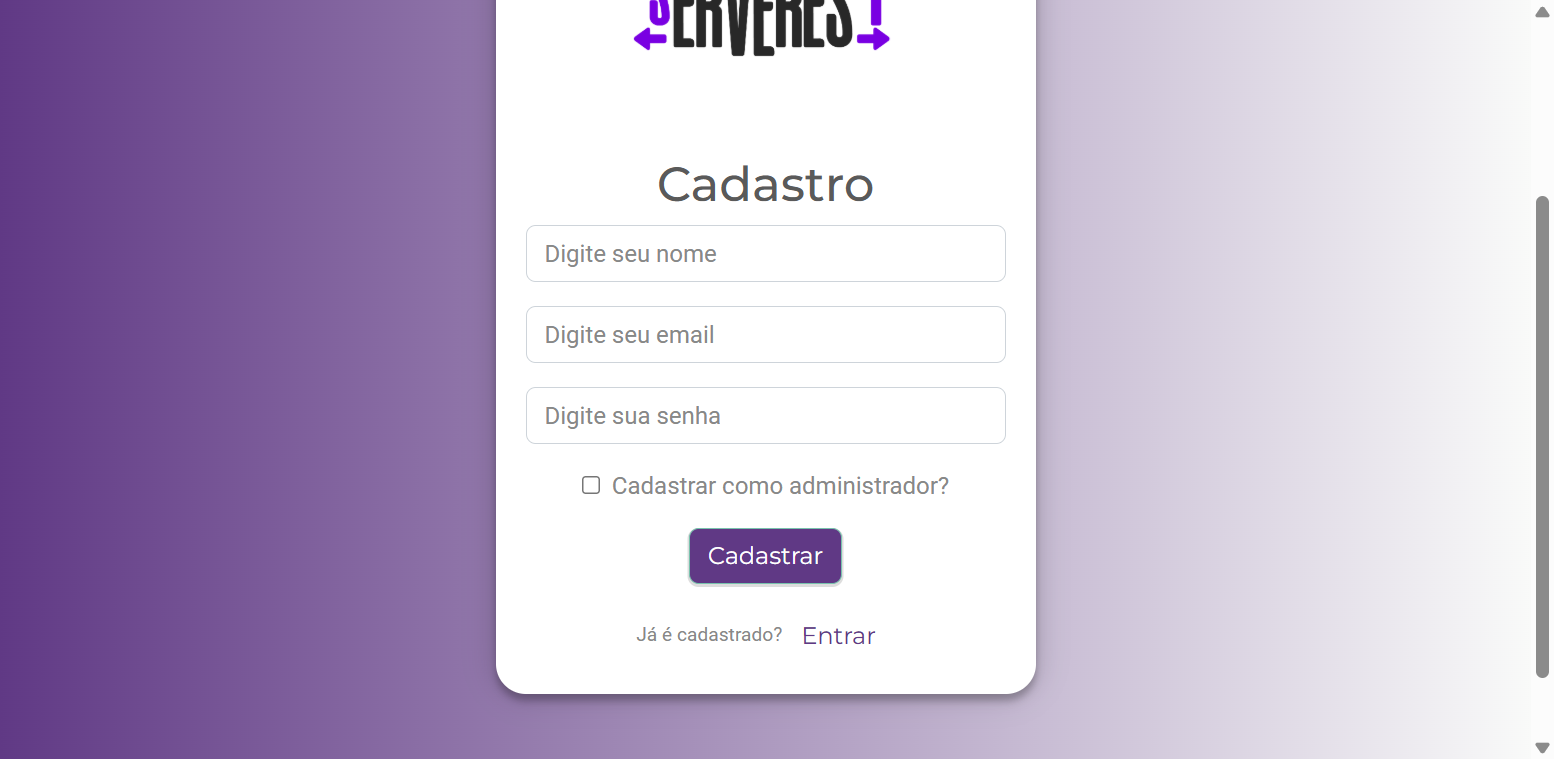 SERVEREST
Cadastro
Digite seu nome
Digite seu email
Digite sua senha
Cadastrar como administrador?
Cadastrar
Já é cadastrado? Entrar